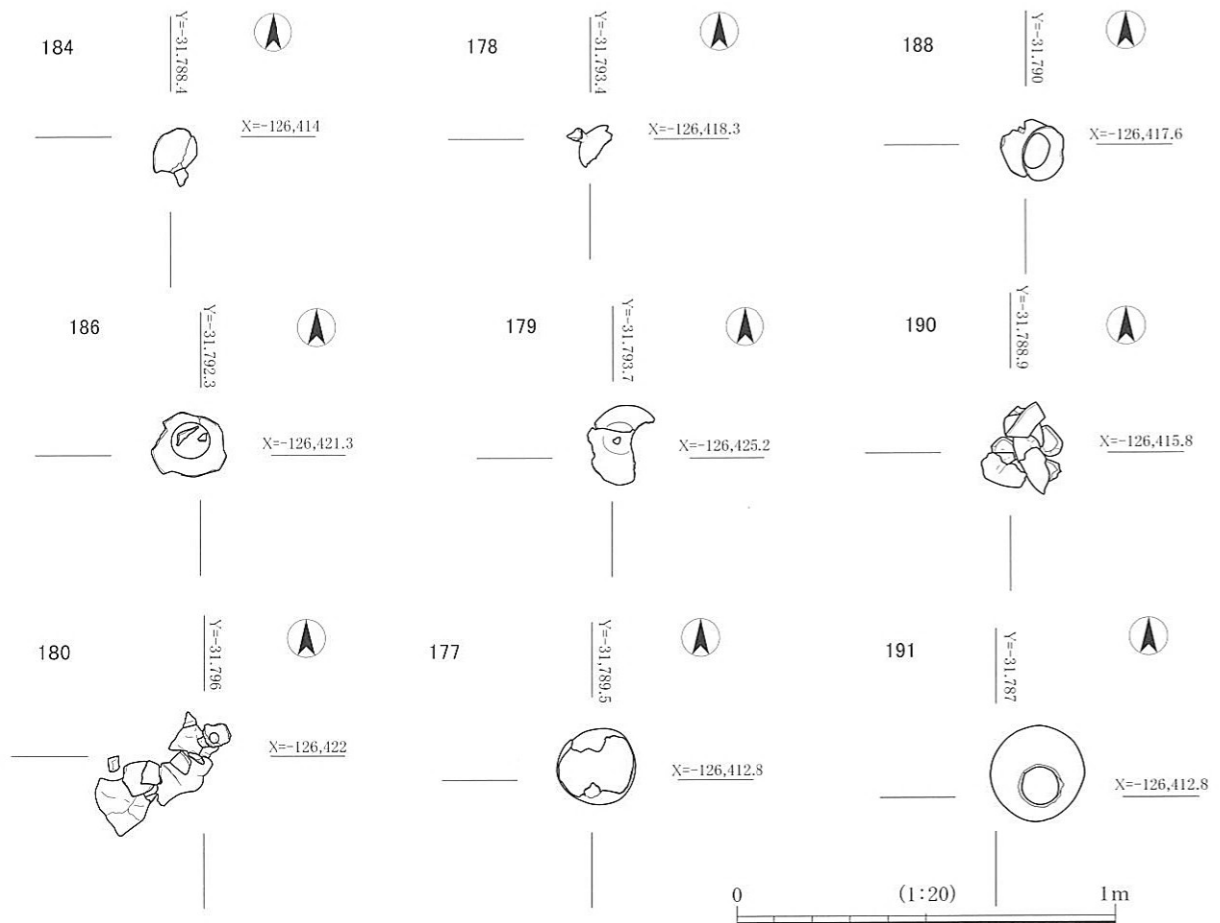 184
Y=-31.788.4
X=-126,414
178
Y=-31.793.4
X=-126,418.3
188
Y=-31.790
X=-126,417.6
186
Y=-31.792.3
X=-126,421.3
179
Y=-31.793.7
X=-126,425.2
190
Y=-31.788.9
X=-126,415.8
180
Y=-31.796
X=-126,422
177
Y=-31,789.5
X=-126,412.8
191
Y=-31.787
X=-126,412.8
0 (1:20) 1m